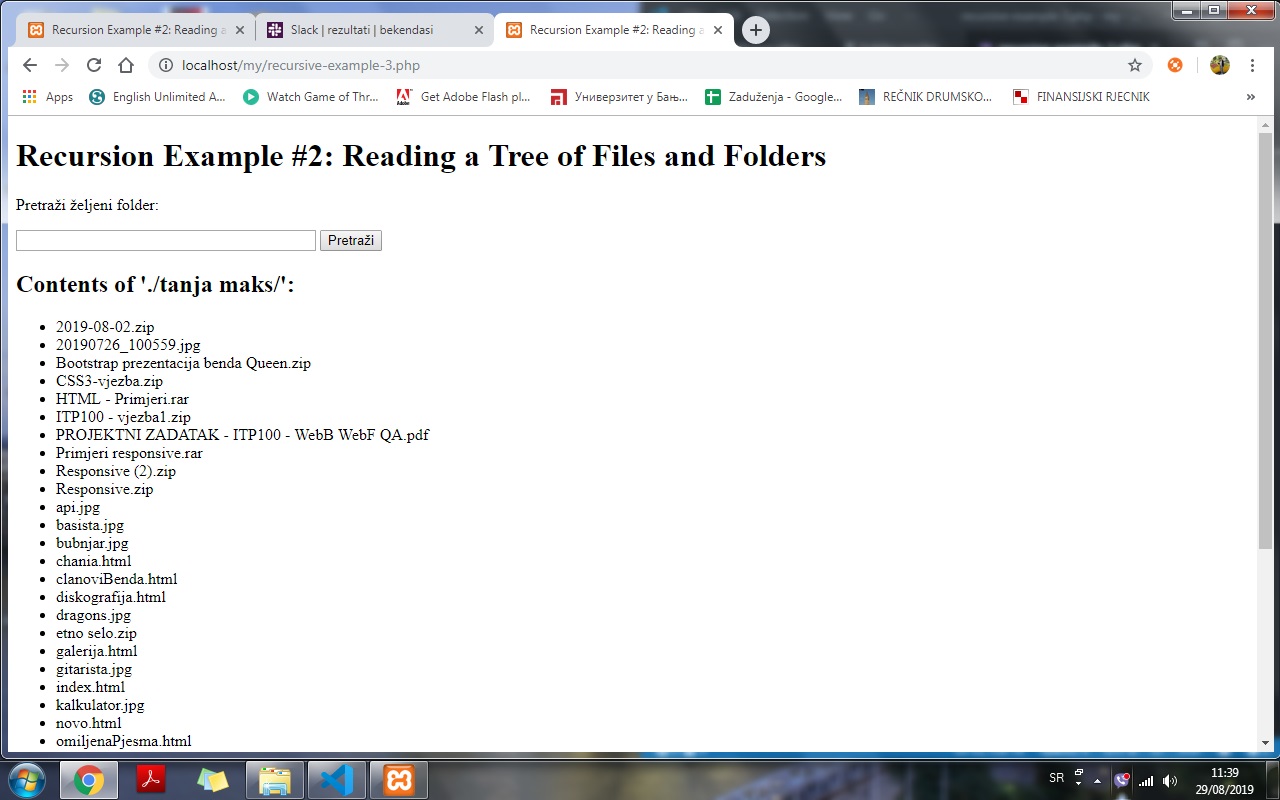 Recursion Example #2: Reading a
Slack | rezultati | bekendasi
Recursion Example #2: Reading a
localhost/my/recursive-example-3.php
Apps
English Unlimited A...
Watch Game of Thr...
Get Adobe Flash pl...
Универзитет у Бањ...
Zaduženja - Google...
REČNIK DRUMSKO...
FINANSIJSKI RJECNIK
»
Recursion Example #2: Reading a Tree of Files and Folders
Pretraži željeni folder:
Pretraži
Contents of './tanja maks/':
2019-08-02.zip
20190726_100559.jpg
Bootstrap prezentacija benda Queen.zip
CSS3-vjezba.zip
HTML - Primjeri.rar
ITP100 - vjezba1.zip
PROJEKTNI ZADATAK - ITP100 - WebB WebF QA.pdf
Primjeri responsive.rar
Responsive (2).zip
Responsive.zip
api.jpg
basista.jpg
bubnjar.jpg
chania.html
clanoviBenda.html
diskografija.html
dragons.jpg
etno selo.zip
galerija.html
gitarista.jpg
index.html
kalkulator.jpg
novo.html
omiljenaPjesma.html
SR
11:39
29/08/2019